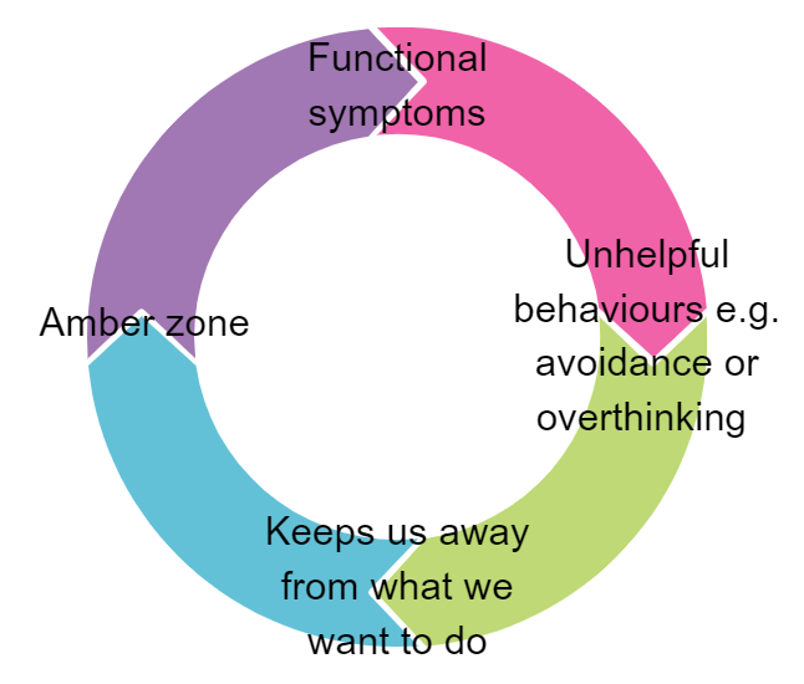 Functional
symptoms
Unhelpful
behaviours e.g.
avoidance or
overthinking
Keeps us away
from what we
want to do
Amber zone